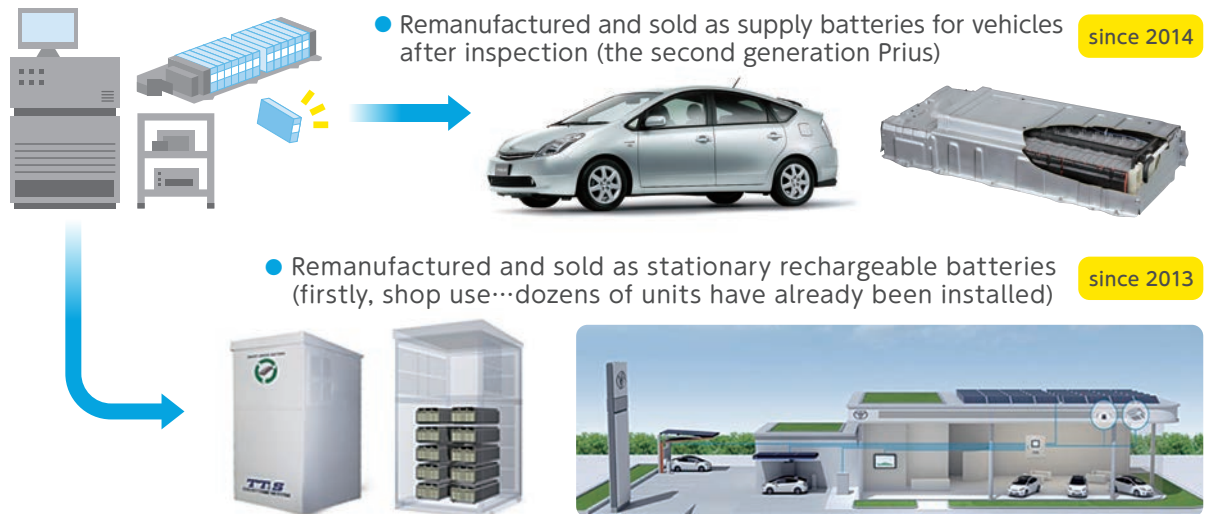 ● Remanufactured and sold as supply batteries for vehicles
after inspection (the second generation Prius)
since 2014
● Remanufactured and sold as stationary rechargeable batteries
(firstly, shop use…dozens of units have already been installed)
since 2013